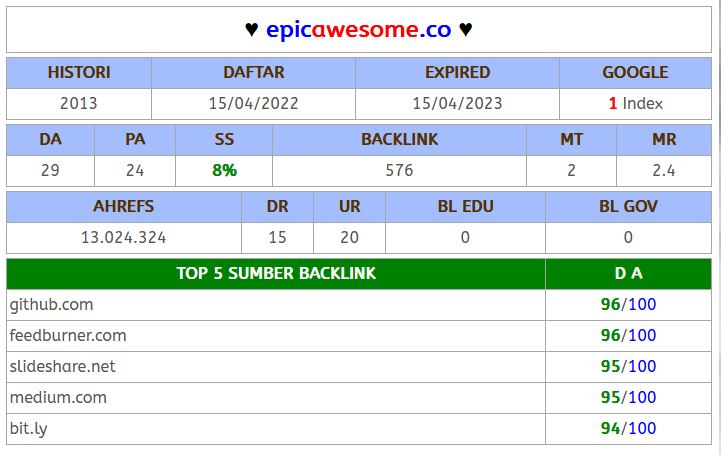 ♥ epicawesome.co ♥
HISTORI DAFTAR EXPIRED GOOGLE
2013 15/04/2022 15/04/2023 1 Index
DA PA SS BACKLINK MT MR
29 24 8% 576 2 2.4
AHREFS DR UR BL EDU BL GOV
13.024.324 15 20 0 0
TOP 5 SUMBER BACKLINK D A
github.com 96/100
feedburner.com 96/100
slideshare.net 95/100
medium.com 95/100
bit.ly 94/100